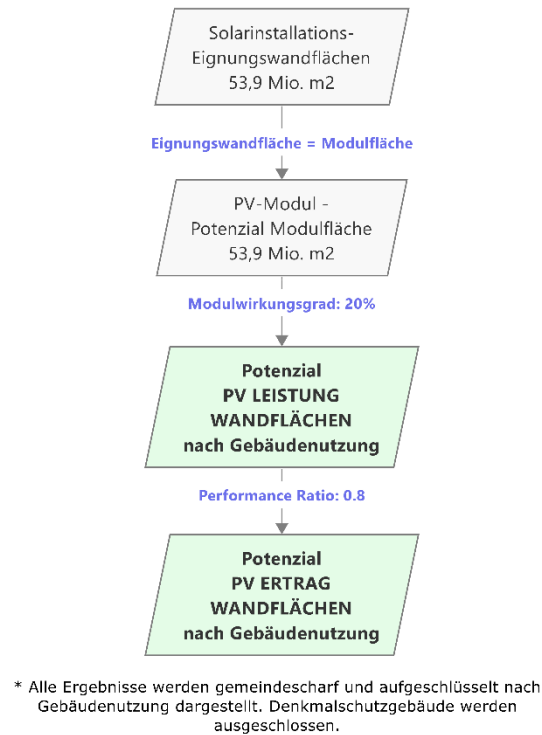 Solarinstallations-
Eignungswandflächen
53,9 Mio. m2
Eignungswandfläche = Modulfläche
PV-Modul -
Potenzial Modulfläche
53,9 Mio. m2
Modulwirkungsgrad: 20%
Potenzial
PV LEISTUNG
WANDFLÄCHEN
nach Gebäudenutzung
Performance Ratio: 0.8
Potenzial
PV ERTRAG
WANDFLÄCHEN
nach Gebäudenutzung
* Alle Ergebnisse werden gemeindescharf und aufgeschlüsselt nach
Gebäudenutzung dargestellt. Denkmalschutzgebäude werden
ausgeschlossen.